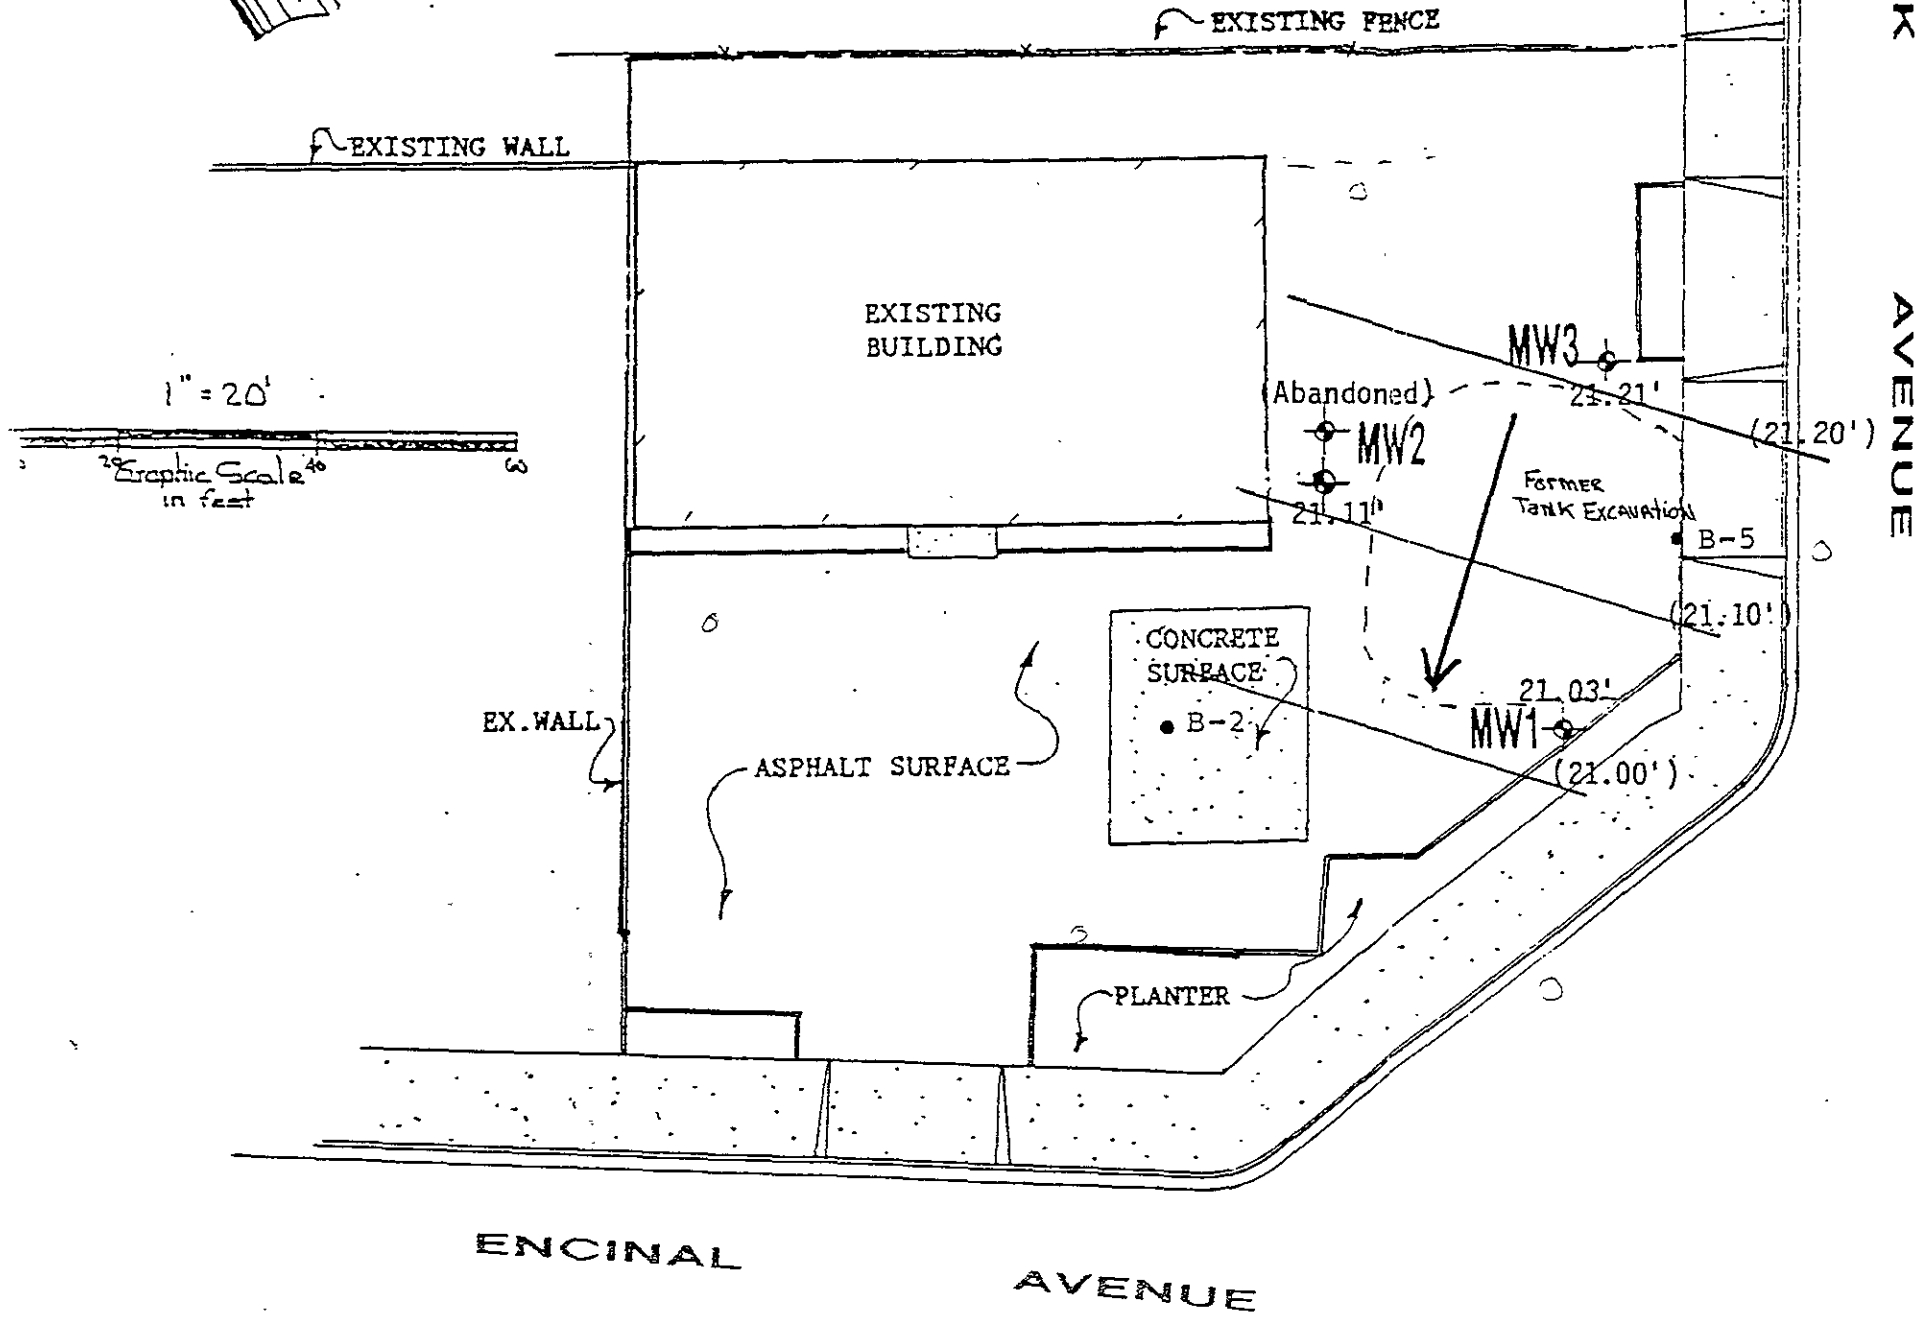 EXISTING FENCE
K
EXISTING WALL
EXISTING
BUILDING
AVENUE
1" = 20'
20
40
60
Graphic Scale
in feet
MW3
21.21'
(Abandoned)
MW2
21.11'
(21.20')
Former
Tank Excavation
B-5
(21.10')
CONCRETE
SURFACE
B-2
21.03'
MW1
(21.00')
EX.WALL
ASPHALT SURFACE
PLANTER
ENCINAL
AVENUE